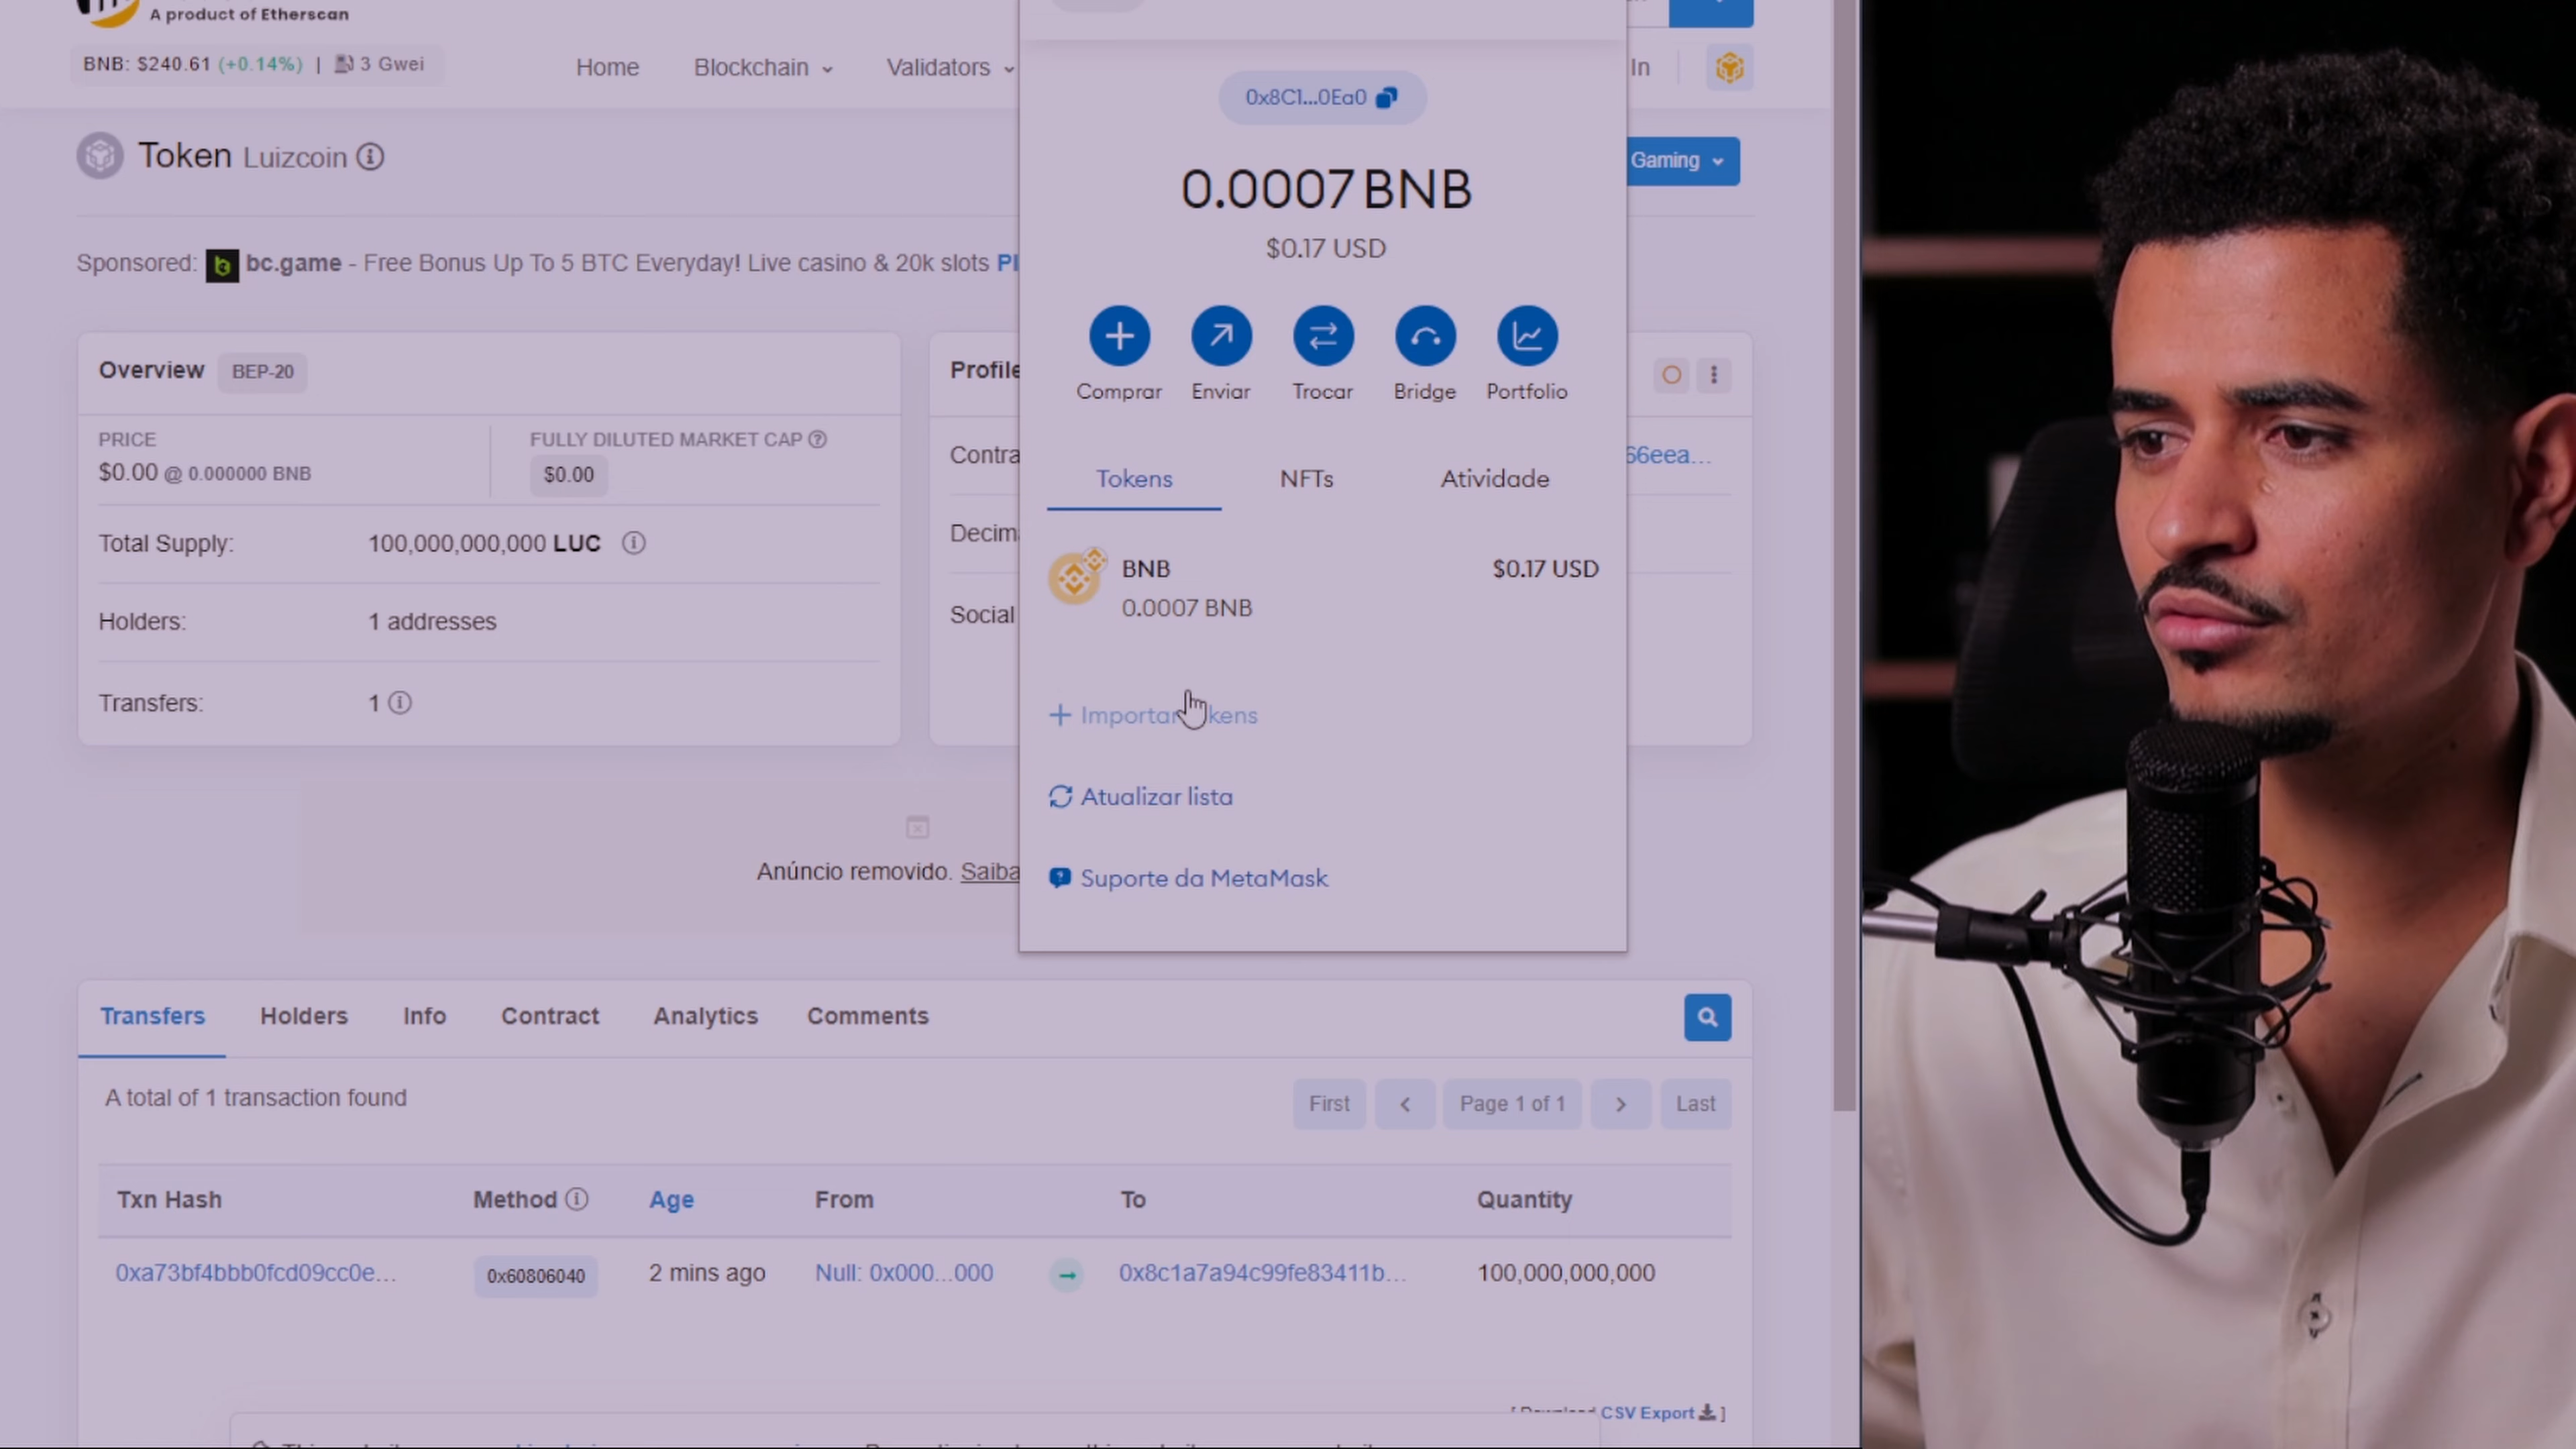 A product of Etherscan
BNB: $240.61 (+0.14%) | 3 Gwei
Home
Blockchain
Validators
In
Token Luizcoin
Gaming
Sponsored: bc.game - Free Bonus Up To 5 BTC Everyday! Live casino & 20k slots
Overview BEP-20
PRICE
$0.00 @ 0.000000 BNB
FULLY DILUTED MARKET CAP
$0.00
Total Supply: 100,000,000,000 LUC
Holders: 1 addresses
Transfers: 1
Profile
Contra
66eea...
Decim
Social
0x8C1...0Ea0
0.0007 BNB
$0.17 USD
Comprar
Enviar
Trocar
Bridge
Portfolio
Tokens
NFTs
Atividade
BNB
$0.17 USD
0.0007 BNB
Atualizar lista
Suporte da MetaMask
Anúncio removido. Saiba
Transfers
Holders
Info
Contract
Analytics
Comments
A total of 1 transaction found
First
Page 1 of 1
Last
Txn Hash Method Age From To Quantity
0xa73bf4bbb0fcd09cc0e... 0x60806040 2 mins ago Null: 0x000...000 0x8c1a7a94c99fe83411b... 100,000,000,000
CSV Export ]